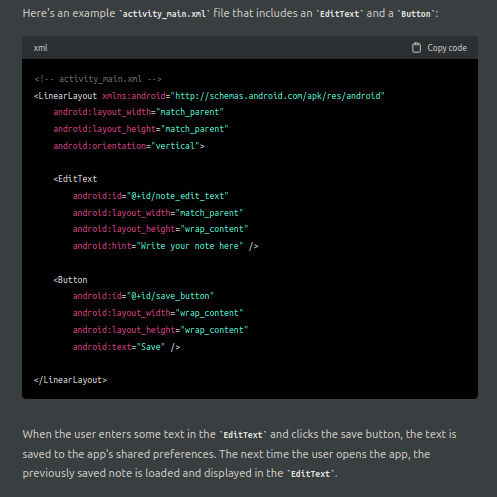 Here's an example `activity_main.xml` file that includes an `EditText` and a `Button`:
xml
Copy code
<!-- activity_main.xml -->
<LinearLayout xmlns:android="http://schemas.android.com/apk/res/android"
    android:layout_width="match_parent"
    android:layout_height="match_parent"
    android:orientation="vertical">
    <EditText
        android:id="@+id/note_edit_text"
        android:layout_width="match_parent"
        android:layout_height="wrap_content"
        android:hint="Write your note here" />
    <Button
        android:id="@+id/save_button"
        android:layout_width="wrap_content"
        android:layout_height="wrap_content"
        android:text="Save" />
</LinearLayout>
When the user enters some text in the `EditText` and clicks the save button, the text is
saved to the app's shared preferences. The next time the user opens the app, the
previously saved note is loaded and displayed in the `EditText`.